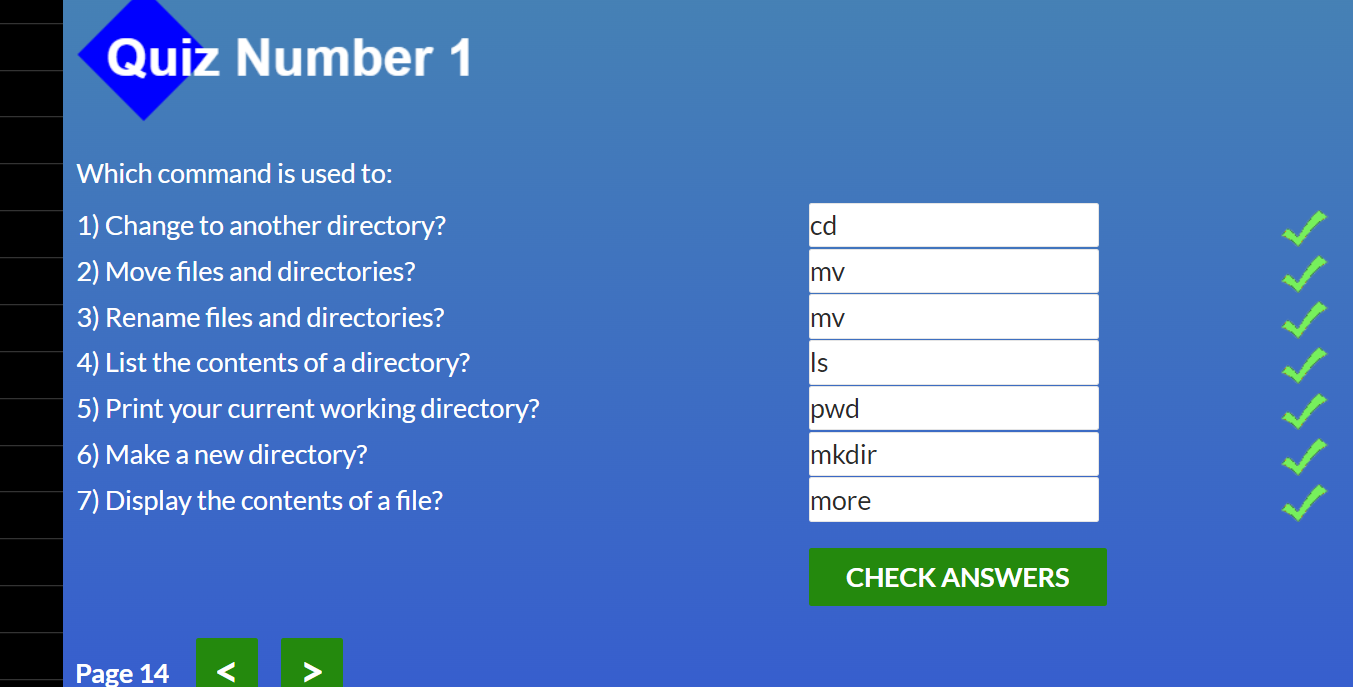 Quiz Number 1
Which command is used to:
1) Change to another directory? cd
2) Move files and directories? mv
3) Rename files and directories? mv
4) List the contents of a directory? ls
5) Print your current working directory? pwd
6) Make a new directory? mkdir
7) Display the contents of a file? more
CHECK ANSWERS
Page 14 < >